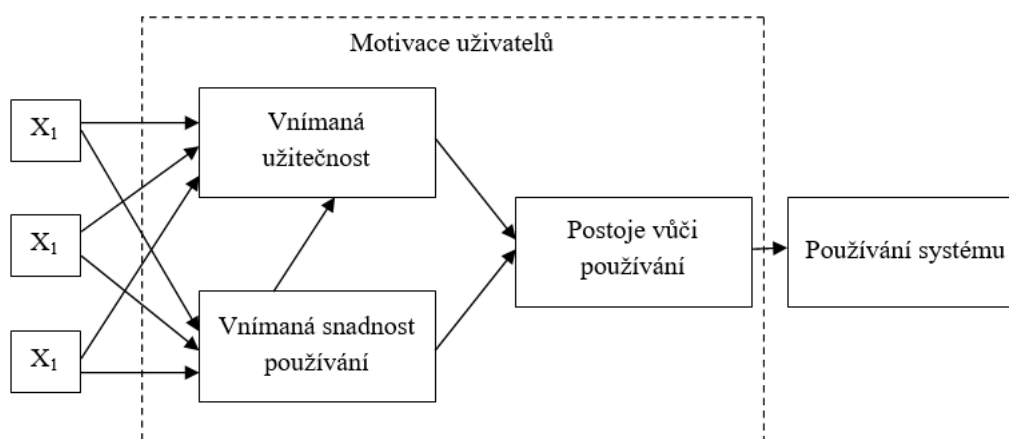 Motivace uživatelů
X₁
Vnímaná
užitečnost
X₁
Postoje vůči
používání
Používání systému
X₁
Vnímaná snadnost
používání